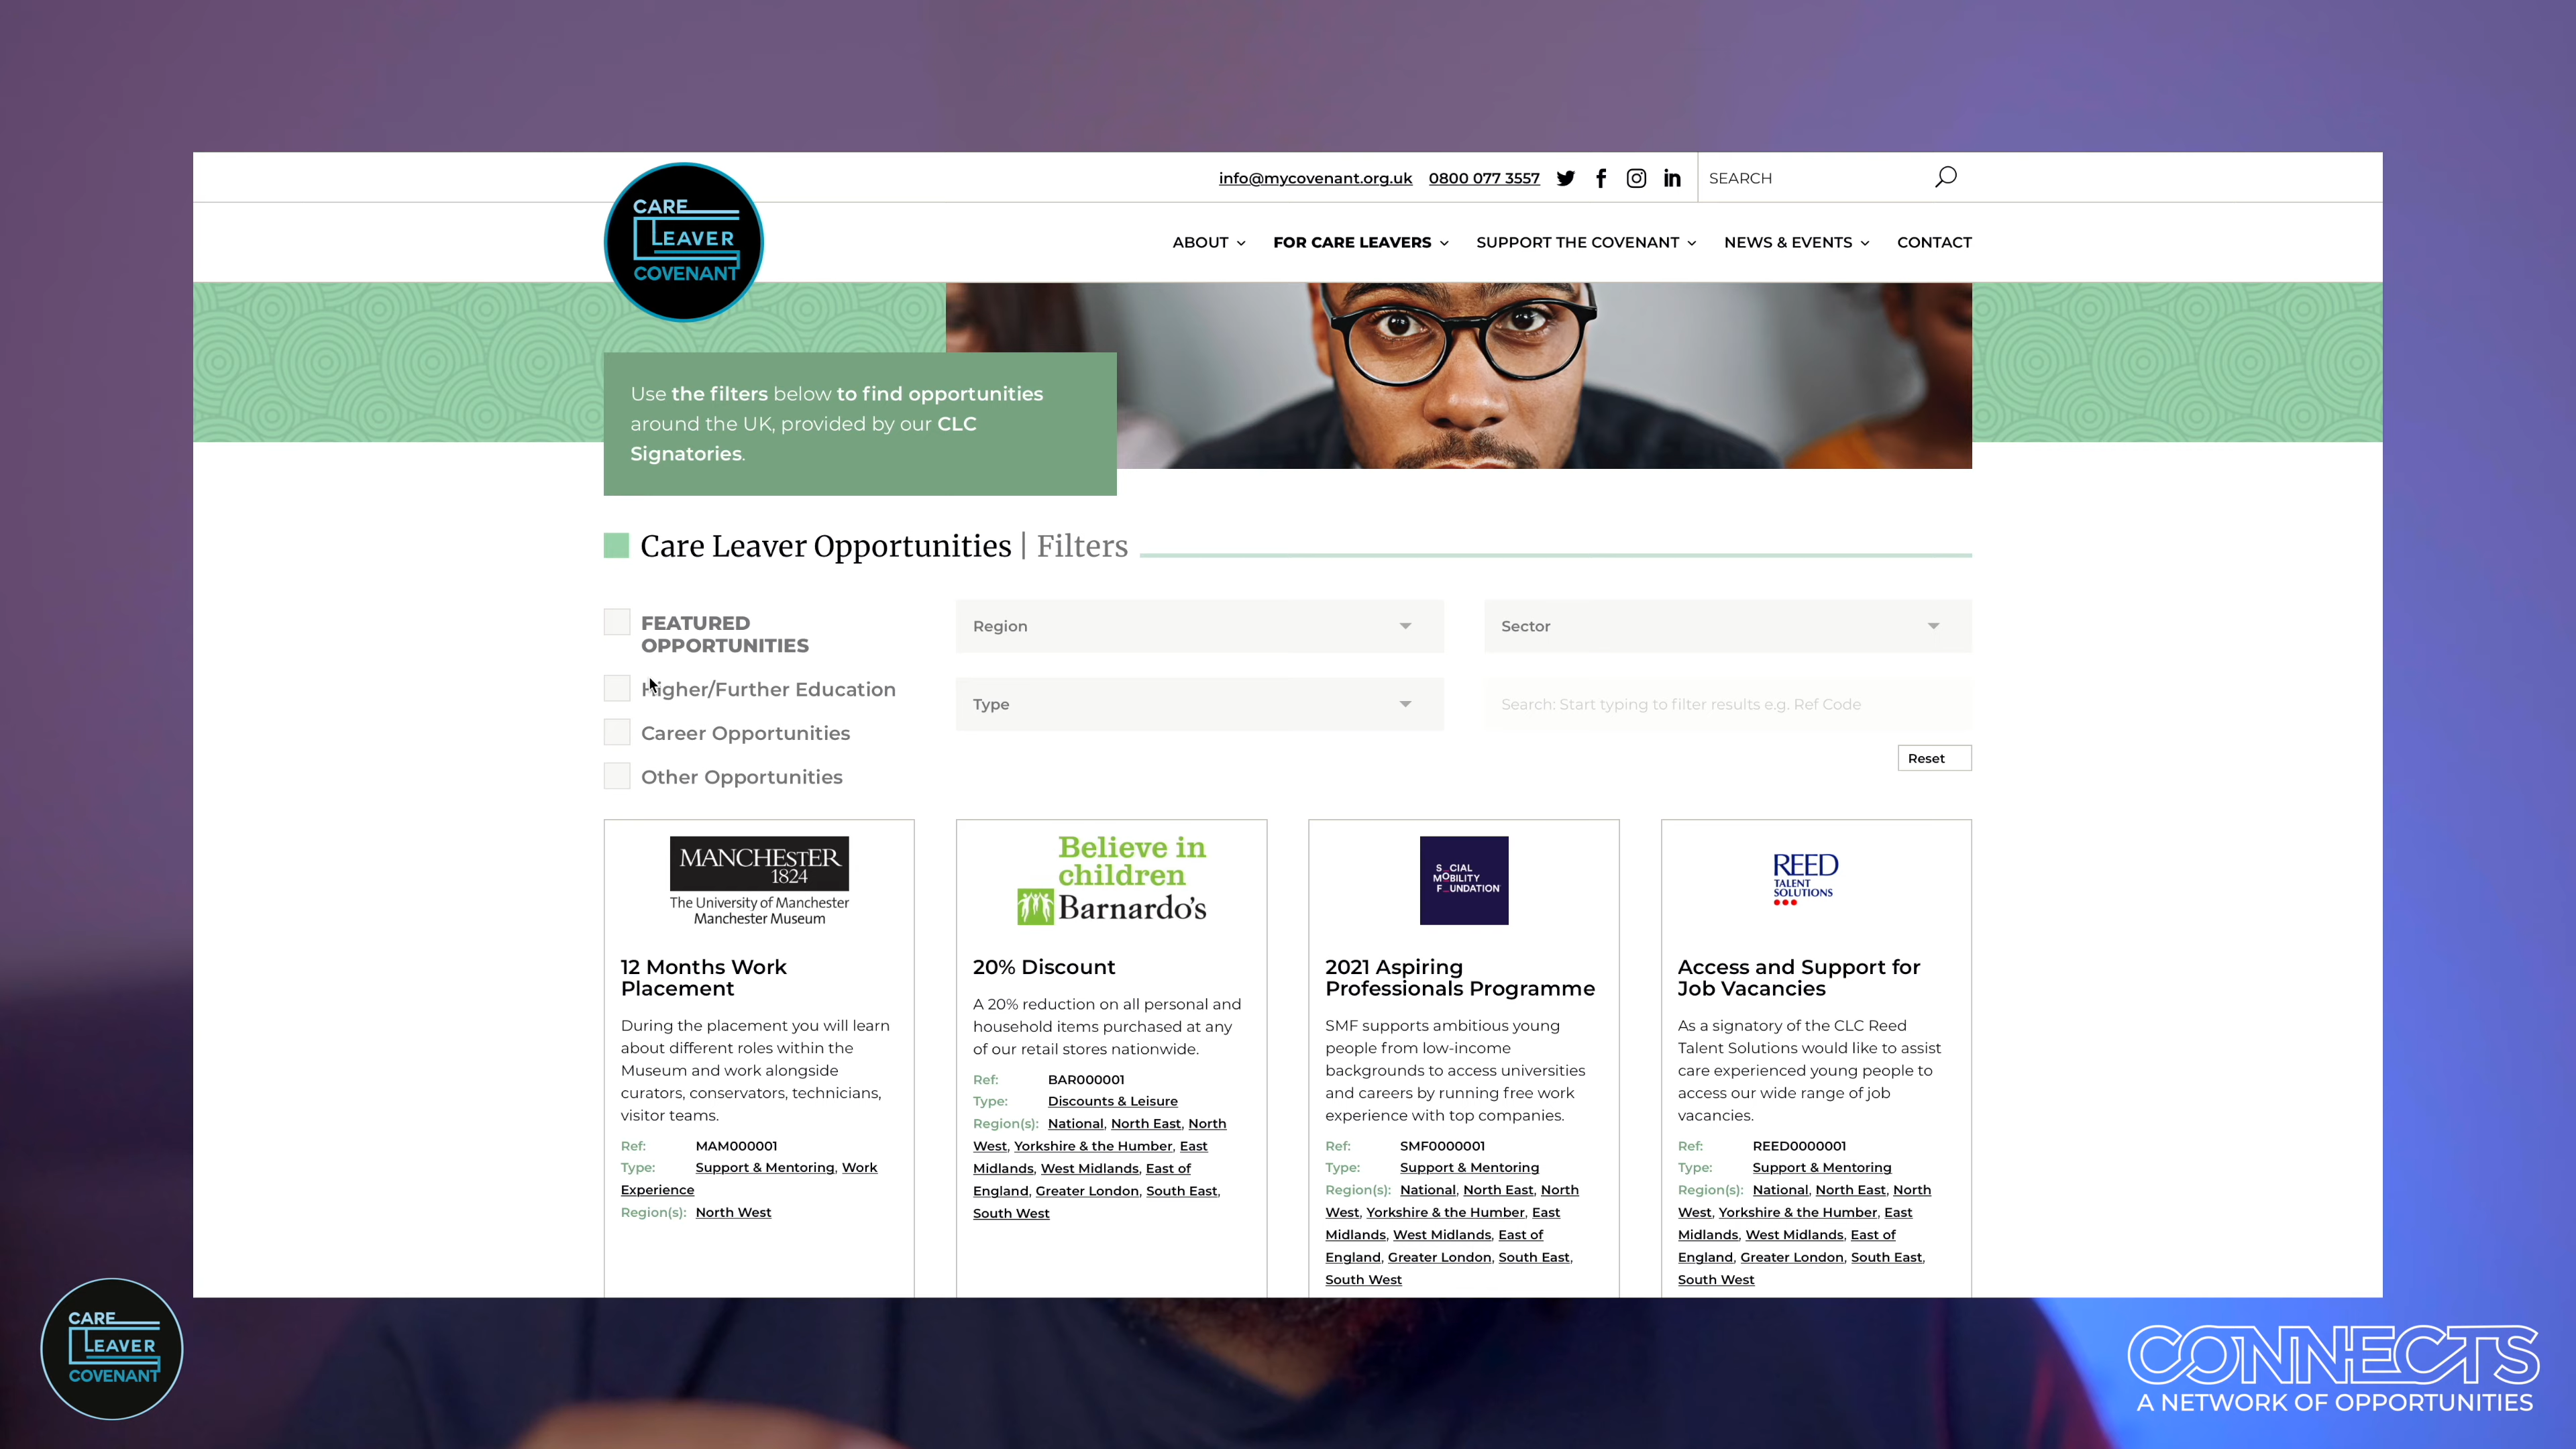 info@mycovenant.org.uk 0800 077 3557 SEARCH
CARE
LEAVER
COVENANT
ABOUT FOR CARE LEAVERS SUPPORT THE COVENANT NEWS & EVENTS CONTACT
Use the filters below to find opportunities
around the UK, provided by our CLC
Signatories.
Care Leaver Opportunities | Filters
FEATURED
OPPORTUNITIES
Higher/Further Education
Career Opportunities
Other Opportunities
Region
Sector
Type
Search: Start typing to filter results e.g. Ref Code
Reset
MANCHESTER
1824
The University of Manchester
Manchester Museum
12 Months Work
Placement
During the placement you will learn
about different roles within the
Museum and work alongside
curators, conservators, technicians,
visitor teams.
Ref: MAM000001
Type: Support & Mentoring, Work
Experience
Region(s): North West
Believe in
children
Barnardo's
20% Discount
A 20% reduction on all personal and
household items purchased at any
of our retail stores nationwide.
Ref: BAR000001
Type: Discounts & Leisure
Region(s): National, North East, North
West, Yorkshire & the Humber, East
Midlands, West Midlands, East of
England, Greater London, South East,
South West
S_CIAL
MOBILITY
F_UNDATION
2021 Aspiring
Professionals Programme
SMF supports ambitious young
people from low-income
backgrounds to access universities
and careers by running free work
experience with top companies.
Ref: SMF0000001
Type: Support & Mentoring
Region(s): National, North East, North
West, Yorkshire & the Humber, East
Midlands, West Midlands, East of
England, Greater London, South East,
South West
REED
TALENT
SOLUTIONS
Access and Support for
Job Vacancies
As a signatory of the CLC Reed
Talent Solutions would like to assist
care experienced young people to
access our wide range of job
vacancies.
Ref: REED0000001
Type: Support & Mentoring
Region(s): National, North East, North
West, Yorkshire & the Humber, East
Midlands, West Midlands, East of
England, Greater London, South East,
South West
CARE
LEAVER
COVENANT
CONNECTS
A NETWORK OF OPPORTUNITIES